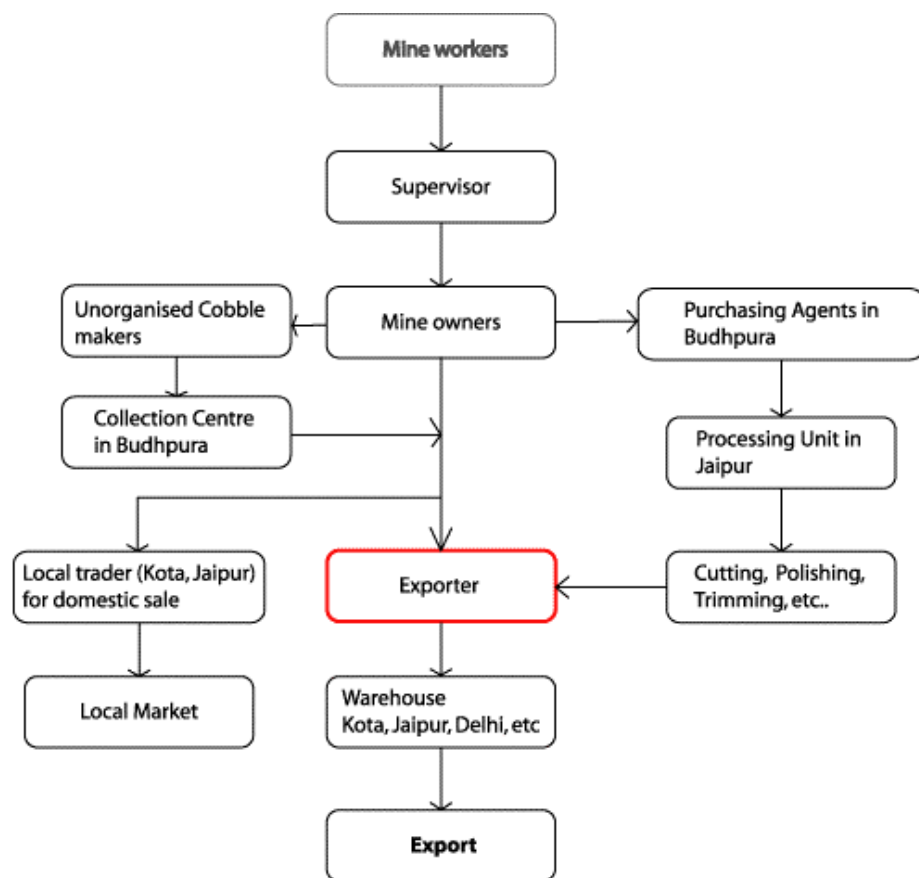 Mine workers
Supervisor
Unorganised Cobble
makers
Mine owners
Purchasing Agents in
Budhpura
Collection Centre
in Budhpura
Processing Unit in
Jaipur
Local trader (Kota, Jaipur)
for domestic sale
Exporter
Cutting, Polishing,
Trimming, etc..
Local Market
Warehouse
Kota, Jaipur, Delhi, etc
Export